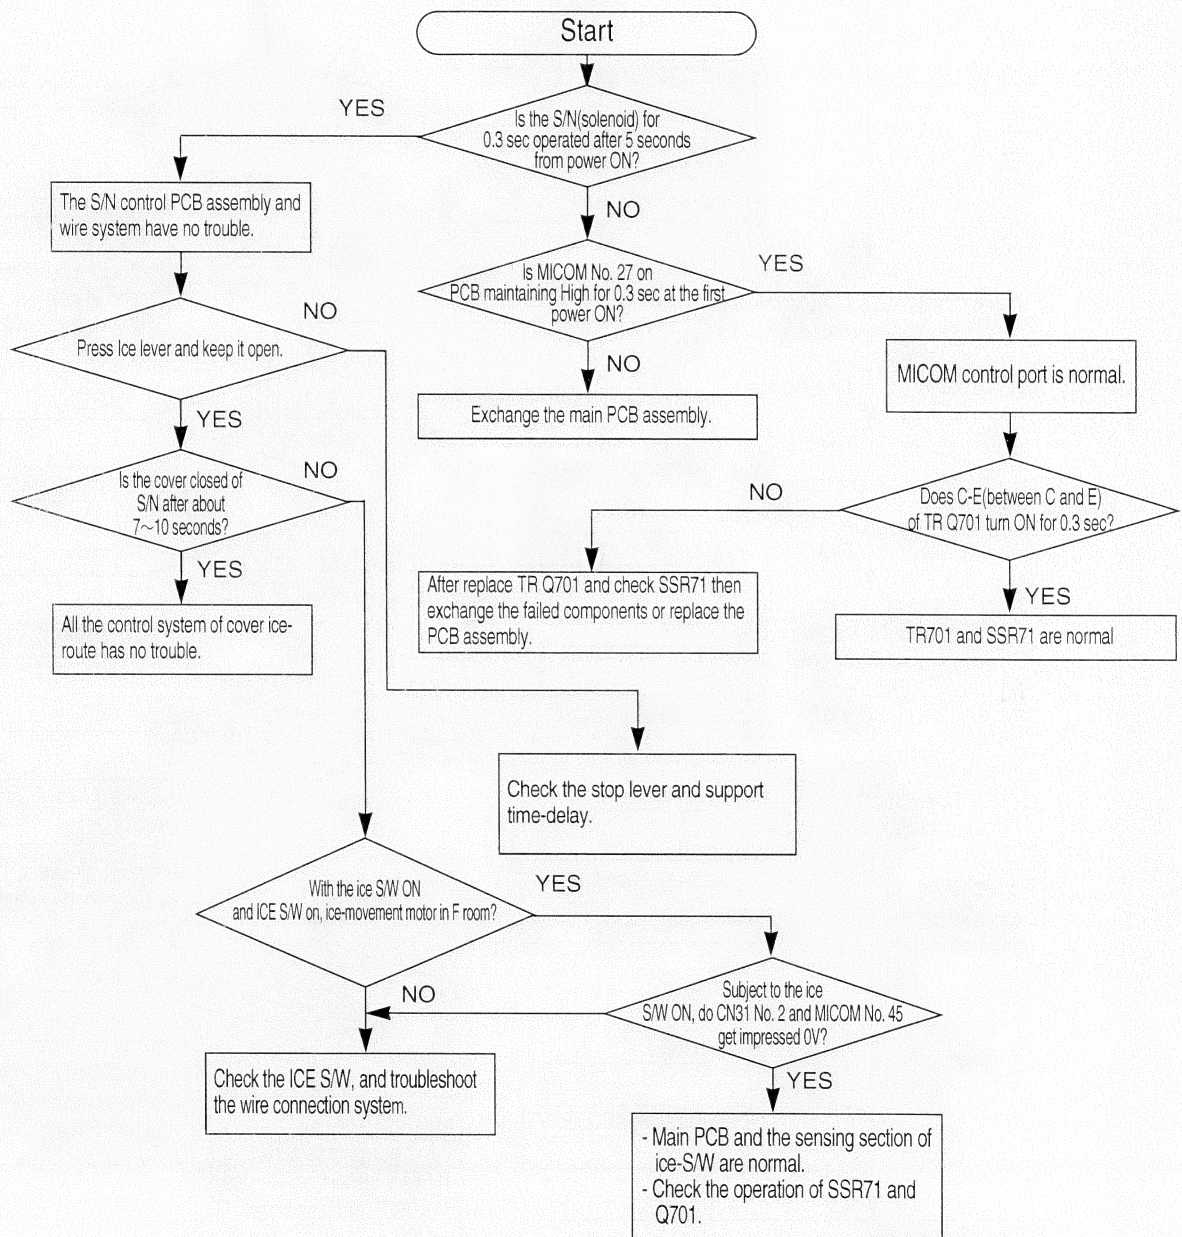 Start
YES
Is the S/N(solenoid) for
0.3 sec operated after 5 seconds
from power ON?
The S/N control PCB assembly and
wire system have no trouble.
NO
Is MICOM No. 27 on
PCB maintaining High for 0.3 sec at the first
power ON?
YES
NO
Press Ice lever and keep it open.
NO
MICOM control port is normal.
Exchange the main PCB assembly.
YES
Is the cover closed of
S/N after about
7~10 seconds?
NO
NO
Does C-E(between C and E)
of TR Q701 turn ON for 0.3 sec?
YES
After replace TR Q701 and check SSR71 then
exchange the failed components or replace the
PCB assembly.
YES
All the control system of cover ice-
route has no trouble.
TR701 and SSR71 are normal
Check the stop lever and support
time-delay.
With the ice S/W ON
and ICE S/W on, ice-movement motor in F room?
YES
NO
Subject to the ice
S/W ON, do CN31 No. 2 and MICOM No. 45
get impressed 0V?
Check the ICE S/W, and troubleshoot
the wire connection system.
YES
- Main PCB and the sensing section of
ice-S/W are normal.
- Check the operation of SSR71 and
Q701.